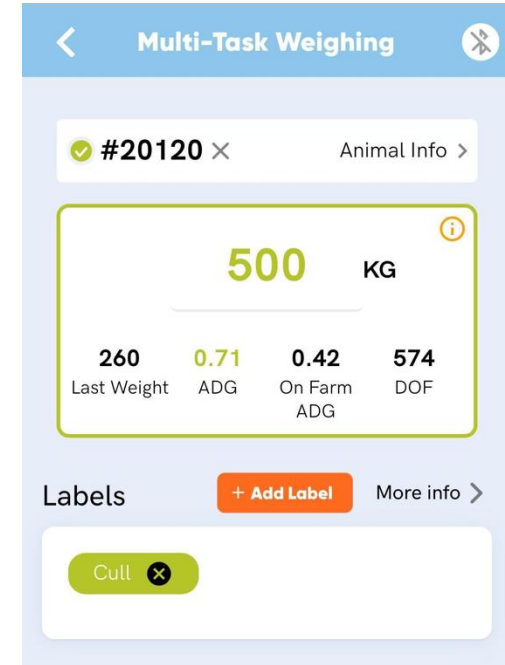 Multi-Task Weighing
#20120 Animal Info
500 KG
260 0.71 0.42 574
Last Weight ADG On Farm DOF
ADG
Labels + Add Label More info
Cull